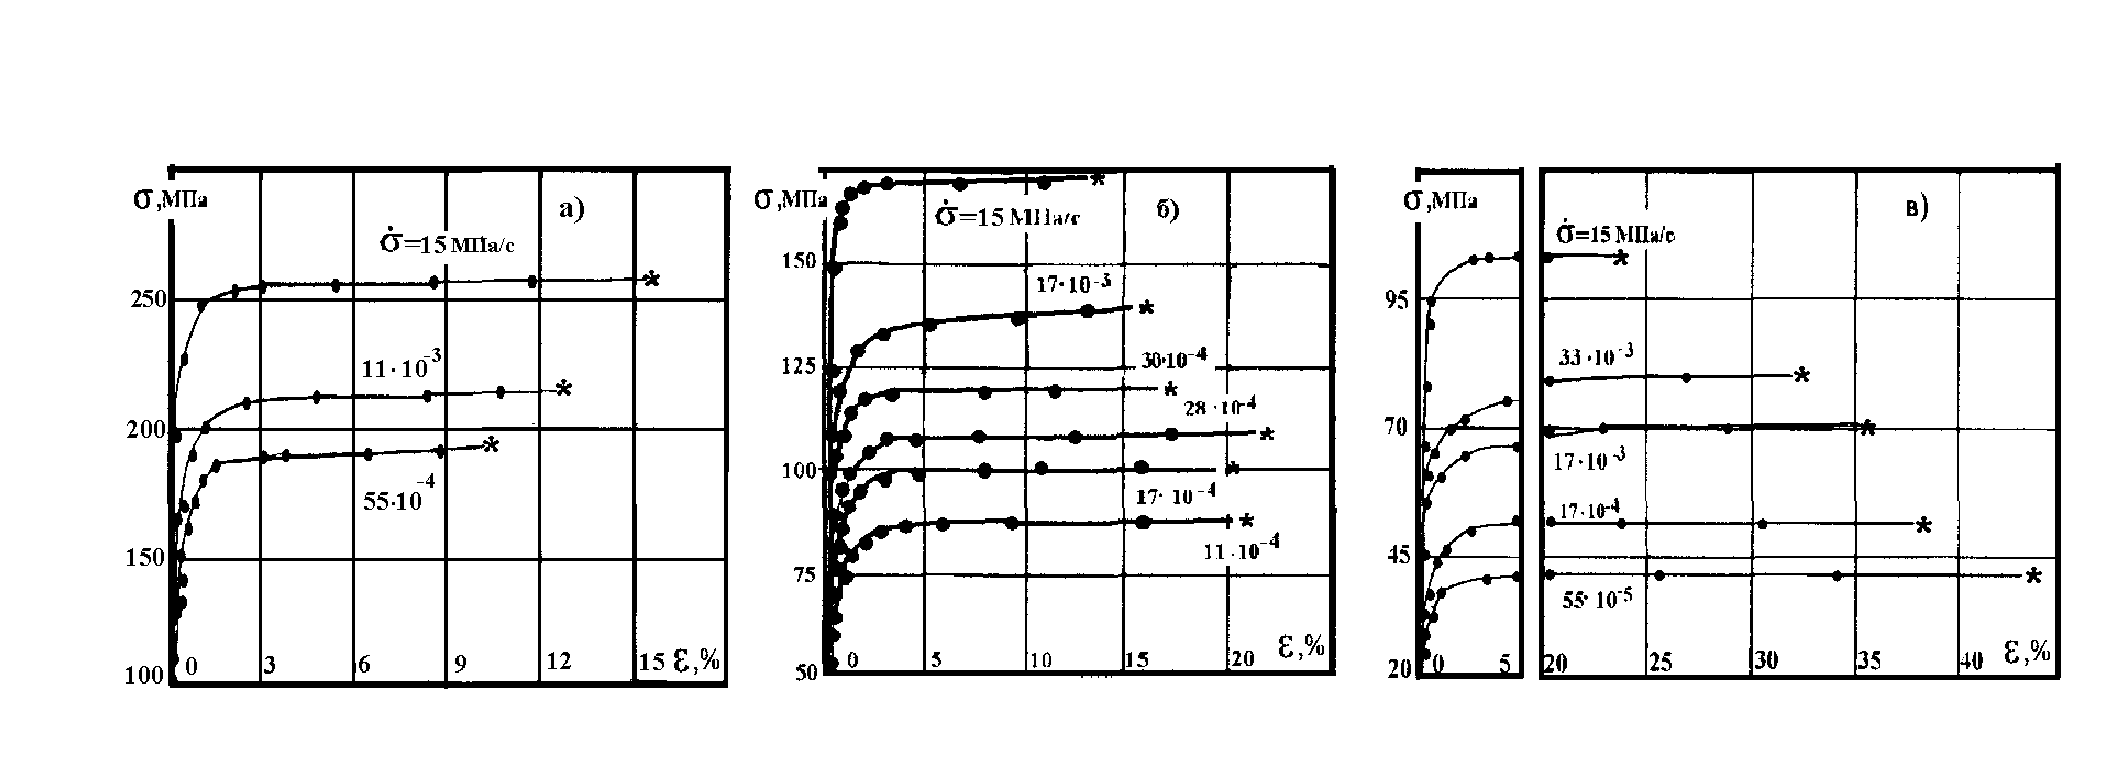 σ,МПа
а)
σ̇=15 МПа/с
250
11·10⁻³
200
55·10⁻⁴
150
100
0 3 6 9 12 15 ε,%
σ,МПа
б)
σ̇=15 МПа/с
150
17·10⁻³
125
30·10⁻⁴
28·10⁻⁴
100
17·10⁻⁴
11·10⁻⁴
75
50
0 5 10 15 20 ε,%
σ,МПа
в)
σ̇=15 МПа/с
95
33·10⁻³
70
17·10⁻³
17·10⁻⁴
45
55·10⁻⁵
20
0 5 20 25 30 35 40 ε,%